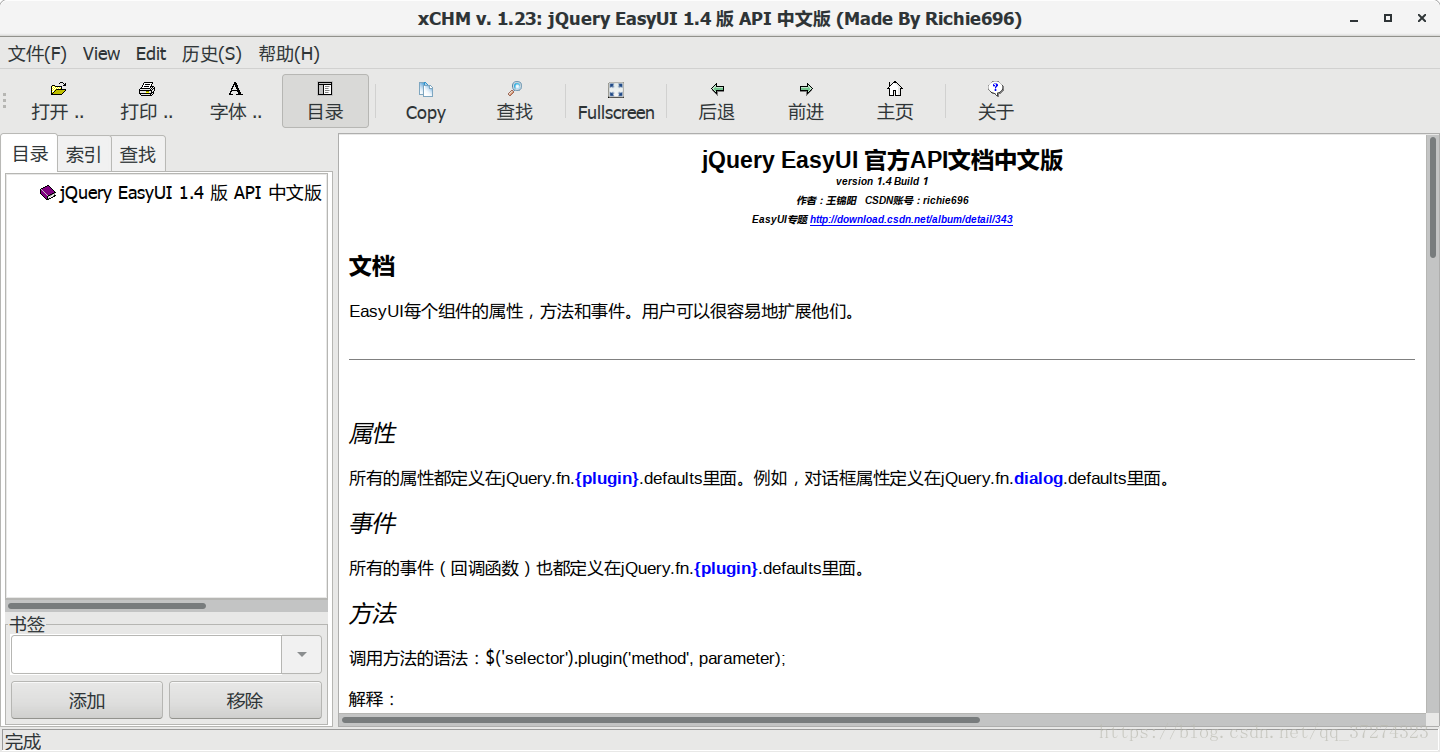 xCHM v. 1.23: jQuery EasyUI 1.4 版 API 中文版 (Made By Richie696)
文件(F) View Edit 历史(S) 帮助(H)
打开 .. 打印 .. 字体 .. 目录 Copy 查找 Fullscreen 后退 前进 主页 关于
目录 索引 查找
jQuery EasyUI 1.4 版 API 中文版
书签
添加 移除
jQuery EasyUI 官方API文档中文版
version 1.4 Build 1
作者：王锦阳 CSDN账号：richie696
EasyUI专题 http://download.csdn.net/album/detail/343
文档
EasyUI每个组件的属性，方法和事件。用户可以很容易地扩展他们。
属性
所有的属性都定义在jQuery.fn.{plugin}.defaults里面。例如，对话框属性定义在jQuery.fn.dialog.defaults里面。
事件
所有的事件（回调函数）也都定义在jQuery.fn.{plugin}.defaults里面。
方法
调用方法的语法：$('selector').plugin('method', parameter);
解释：
完成
https://blog.csdn.net/qq_37274323